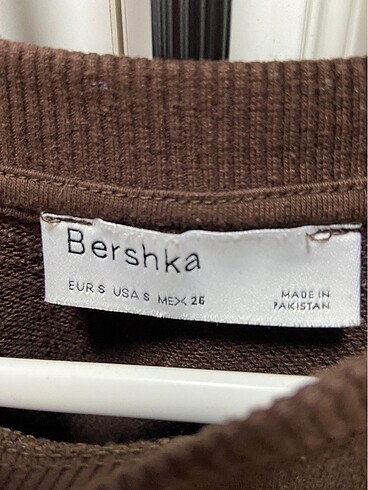 Bershka
EUR S USA S MEX 26
MADE IN
PAKISTAN